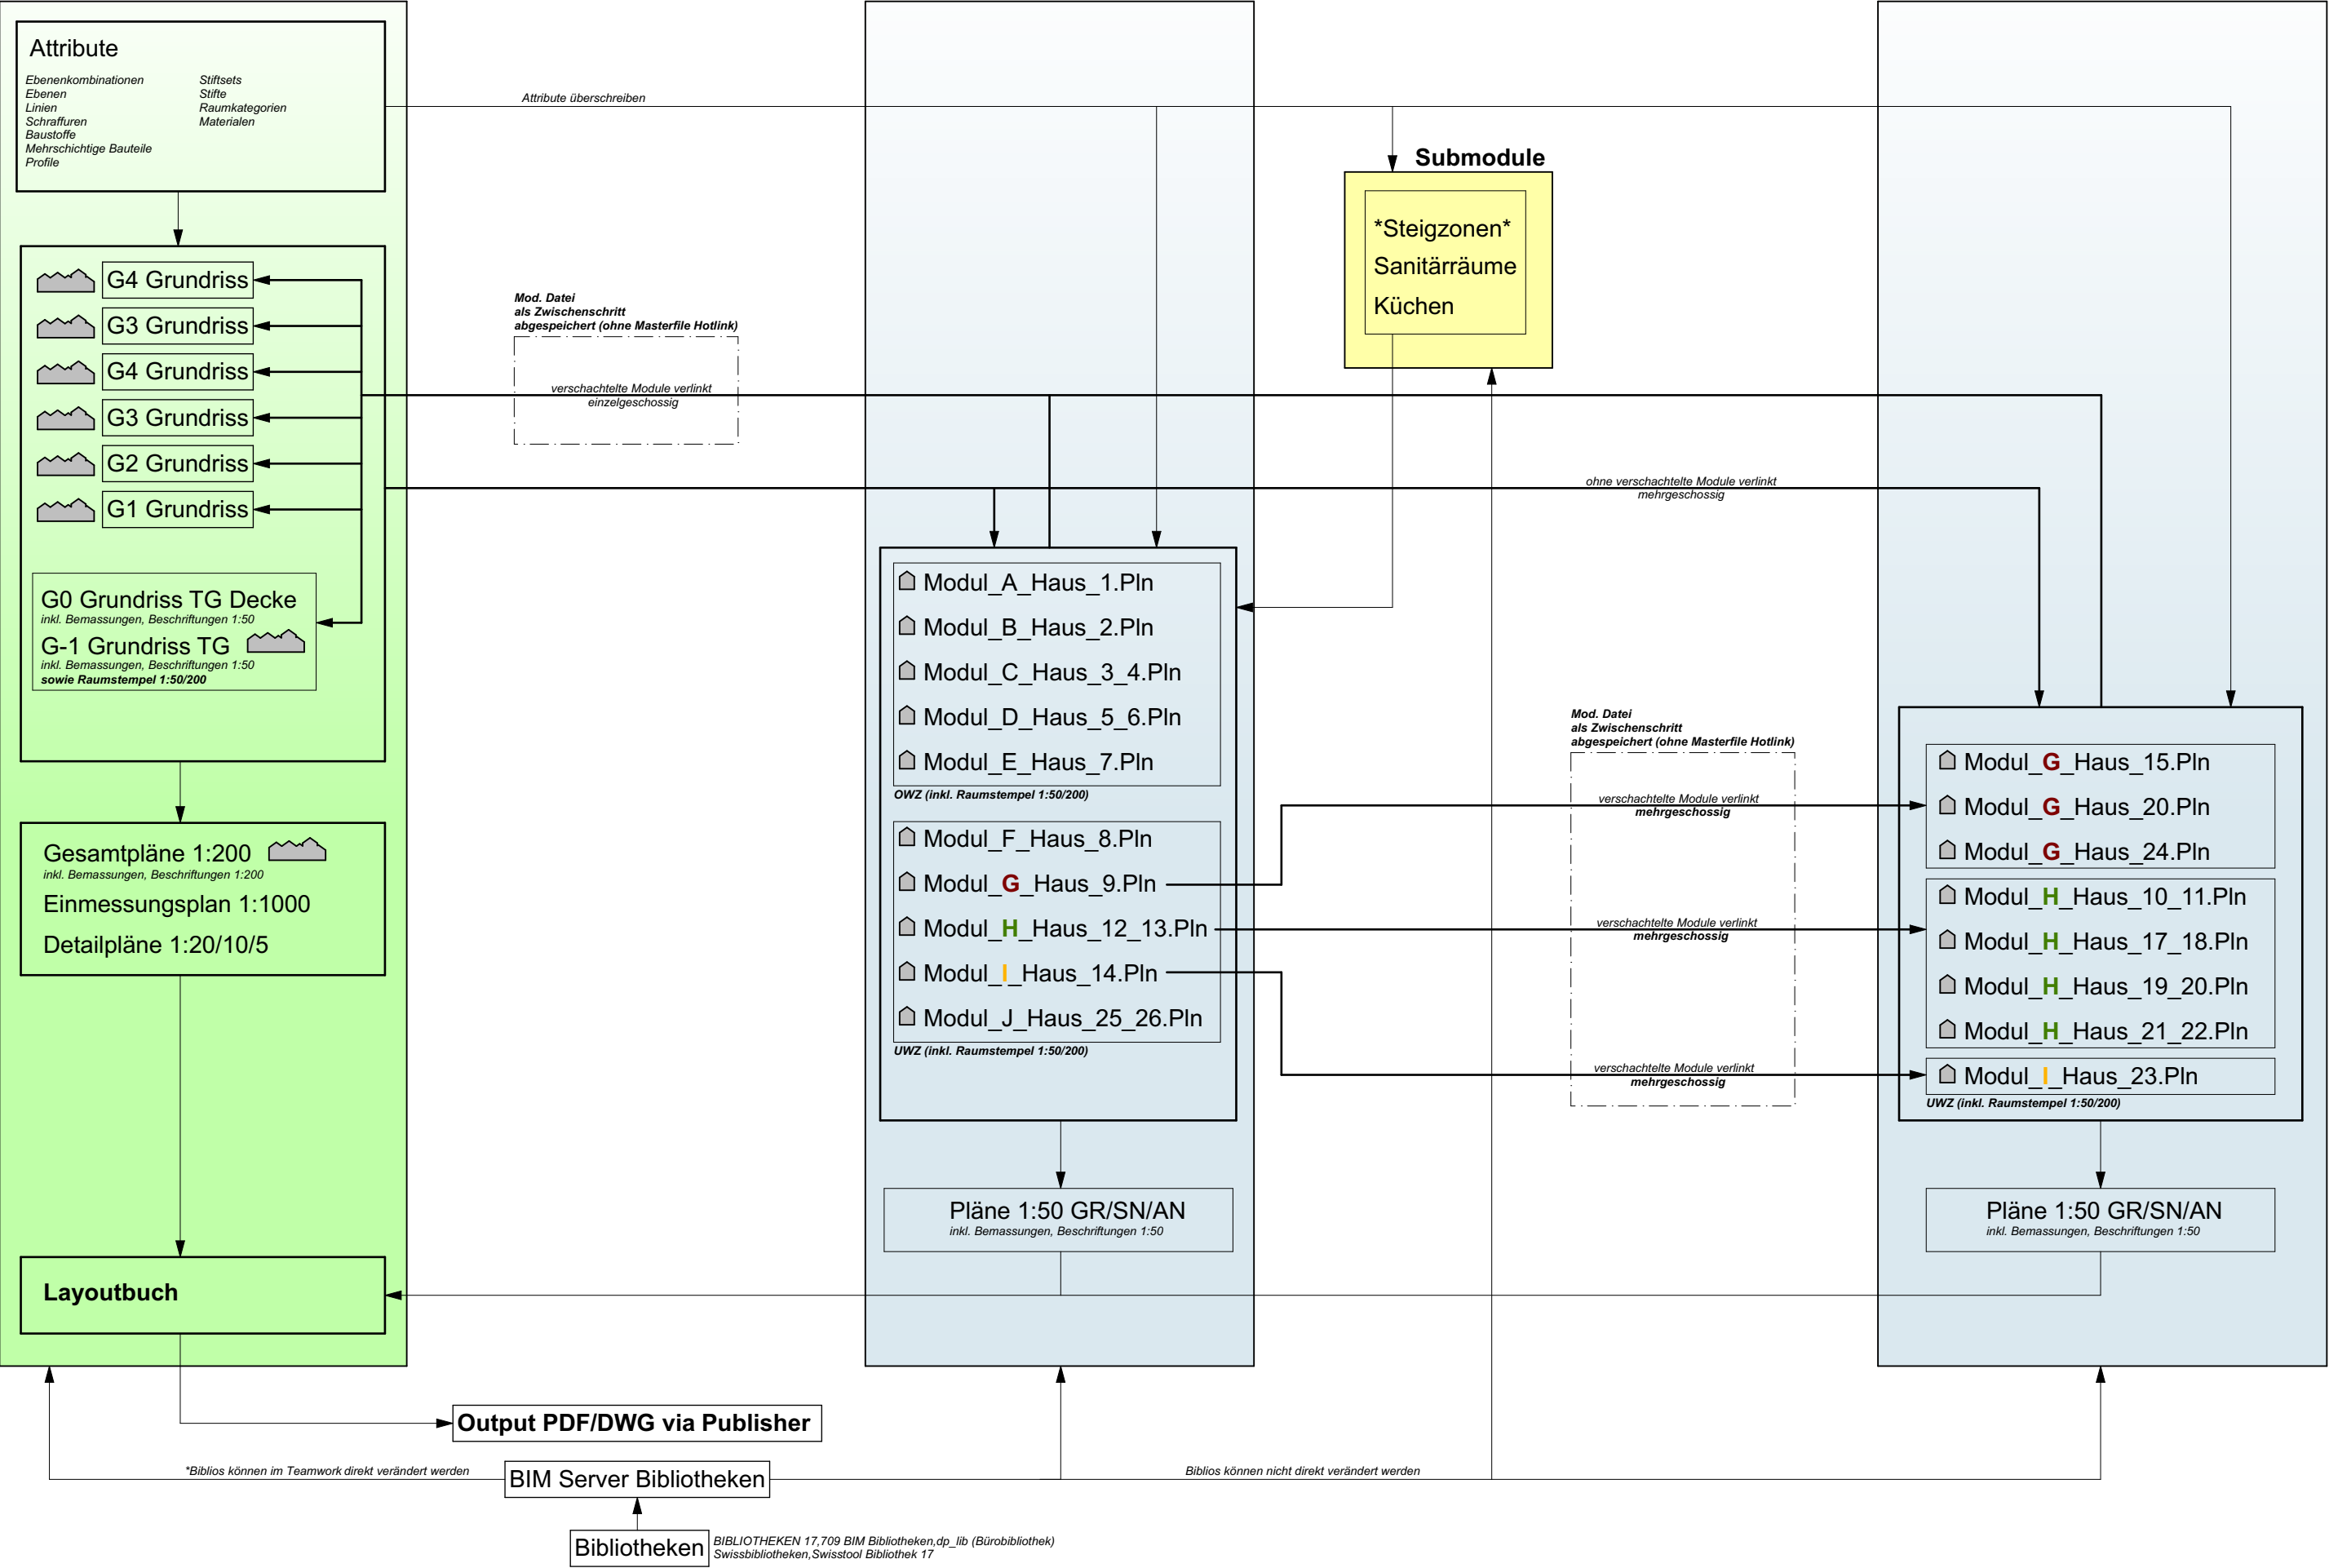 Attribute
Ebenenkombinationen
Ebenen
Linien
Schraffuren
Baustoffe
Mehrschichtige Bauteile
Profile
Stiftsets
Stifte
Raumkategorien
Materialen
Attribute überschreiben
G4 Grundriss
G3 Grundriss
G4 Grundriss
G3 Grundriss
G2 Grundriss
G1 Grundriss
G0 Grundriss TG Decke
inkl. Bemassungen, Beschriftungen 1:50
G-1 Grundriss TG
inkl. Bemassungen, Beschriftungen 1:50
sowie Raumstempel 1:50/200
Gesamtpläne 1:200
inkl. Bemassungen, Beschriftungen 1:200
Einmessungsplan 1:1000
Detailpläne 1:20/10/5
Layoutbuch
Mod. Datei
als Zwischenschritt
abgespeichert (ohne Masterfile Hotlink)
verschachtelte Module verlinkt
einzelgeschossig
Submodule
*Steigzonen*
Sanitärräume
Küchen
ohne verschachtelte Module verlinkt
mehrgeschossig
Modul_A_Haus_1.Pln
Modul_B_Haus_2.Pln
Modul_C_Haus_3_4.Pln
Modul_D_Haus_5_6.Pln
Modul_E_Haus_7.Pln
OWZ (inkl. Raumstempel 1:50/200)
Modul_F_Haus_8.Pln
Modul_G_Haus_9.Pln
Modul_H_Haus_12_13.Pln
Modul_I_Haus_14.Pln
Modul_J_Haus_25_26.Pln
UWZ (inkl. Raumstempel 1:50/200)
Pläne 1:50 GR/SN/AN
inkl. Bemassungen, Beschriftungen 1:50
Mod. Datei
als Zwischenschritt
abgespeichert (ohne Masterfile Hotlink)
verschachtelte Module verlinkt
mehrgeschossig
verschachtelte Module verlinkt
mehrgeschossig
verschachtelte Module verlinkt
mehrgeschossig
Modul_G_Haus_15.Pln
Modul_G_Haus_20.Pln
Modul_G_Haus_24.Pln
Modul_H_Haus_10_11.Pln
Modul_H_Haus_17_18.Pln
Modul_H_Haus_19_20.Pln
Modul_H_Haus_21_22.Pln
Modul_I_Haus_23.Pln
UWZ (inkl. Raumstempel 1:50/200)
Pläne 1:50 GR/SN/AN
inkl. Bemassungen, Beschriftungen 1:50
Output PDF/DWG via Publisher
*Biblios können im Teamwork direkt verändert werden
BIM Server Bibliotheken
Biblios können nicht direkt verändert werden
Bibliotheken
BIBLIOTHEKEN 17,709 BIM Bibliotheken,dp_lib (Bürobibliothek)
Swissbibliotheken,Swisstool Bibliothek 17